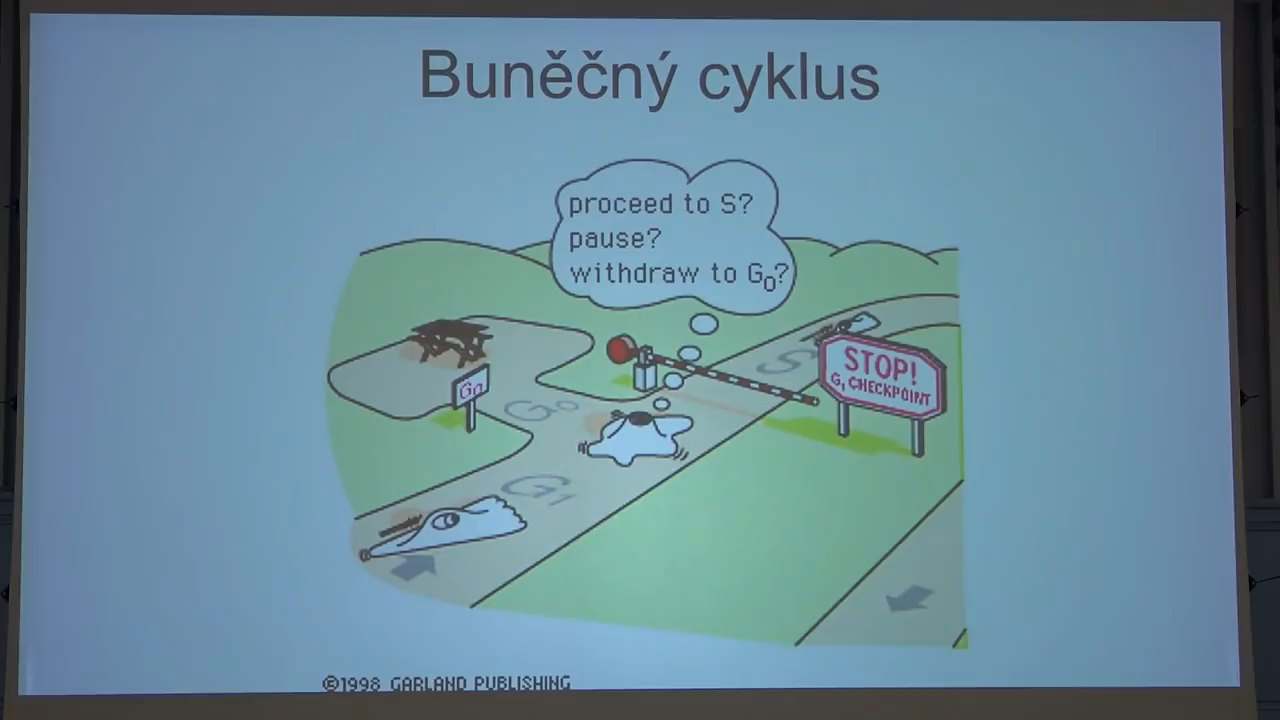 Buněčný cyklus
proceed to S?
pause?
withdraw to G₀?
STOP!
G₁ CHECKPOINT
S
G₀
G₀
G₁
©1998 GARLAND PUBLISHING